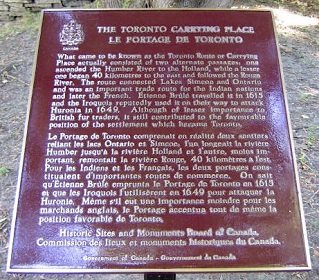 THE TORONTO CARRYING PLACE
LE PORTAGE DE TORONTO
What came to be known as the Toronto Route or Carrying
Place actually consisted of two alternate passages: one
ascended the Humber River to the Holland, while a lesser
one began 40 kilometres to the east and followed the Rouge
River. The route connected Lakes Simcoe and Ontario
and was an important trade route for the Indian nations
and later the French. Étienne Brûlé travelled it in 1615
and the Iroquois reputedly used it on their way to attack
Huronia in 1649. Although of lesser importance to
British fur traders, it still contributed to the favourable
position of the settlement which became Toronto.
Le Portage de Toronto comprenait en réalité deux sentiers
reliant les lacs Ontario et Simcoe, l'un longeait la rivière
Humber jusqu'à la rivière Holland et l'autre, moins im-
portant, remontait la rivière Rouge, 40 kilomètres à l'est.
Pour les Indiens et les Français, les deux portages cons-
tituaient d'importantes routes de commerce. On sait
qu'Étienne Brûlé emprunta le Portage de Toronto en 1615
et que les Iroquois l'utilisèrent en 1649 pour attaquer la
Huronie. Même s'il eut une importance moindre pour les
marchands anglais, le Portage accentua tout de même la
position favorable de Toronto.
Historic Sites and Monuments Board of Canada.
Commission des lieux et monuments historiques du Canada.
Government of Canada - Gouvernement du Canada